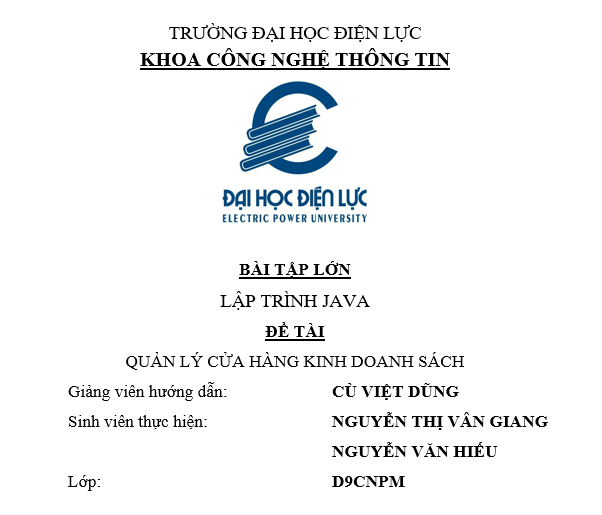 TRƯỜNG ĐẠI HỌC ĐIỆN LỰC
KHOA CÔNG NGHỆ THÔNG TIN
ĐẠI HỌC ĐIỆN LỰC
ELECTRIC POWER UNIVERSITY
BÀI TẬP LỚN
LẬP TRÌNH JAVA
ĐỀ TÀI
QUẢN LÝ CỬA HÀNG KINH DOANH SÁCH
Giảng viên hướng dẫn: CÙ VIỆT DŨNG
Sinh viên thực hiện: NGUYỄN THỊ VÂN GIANG
NGUYỄN VĂN HIẾU
Lớp: D9CNPM